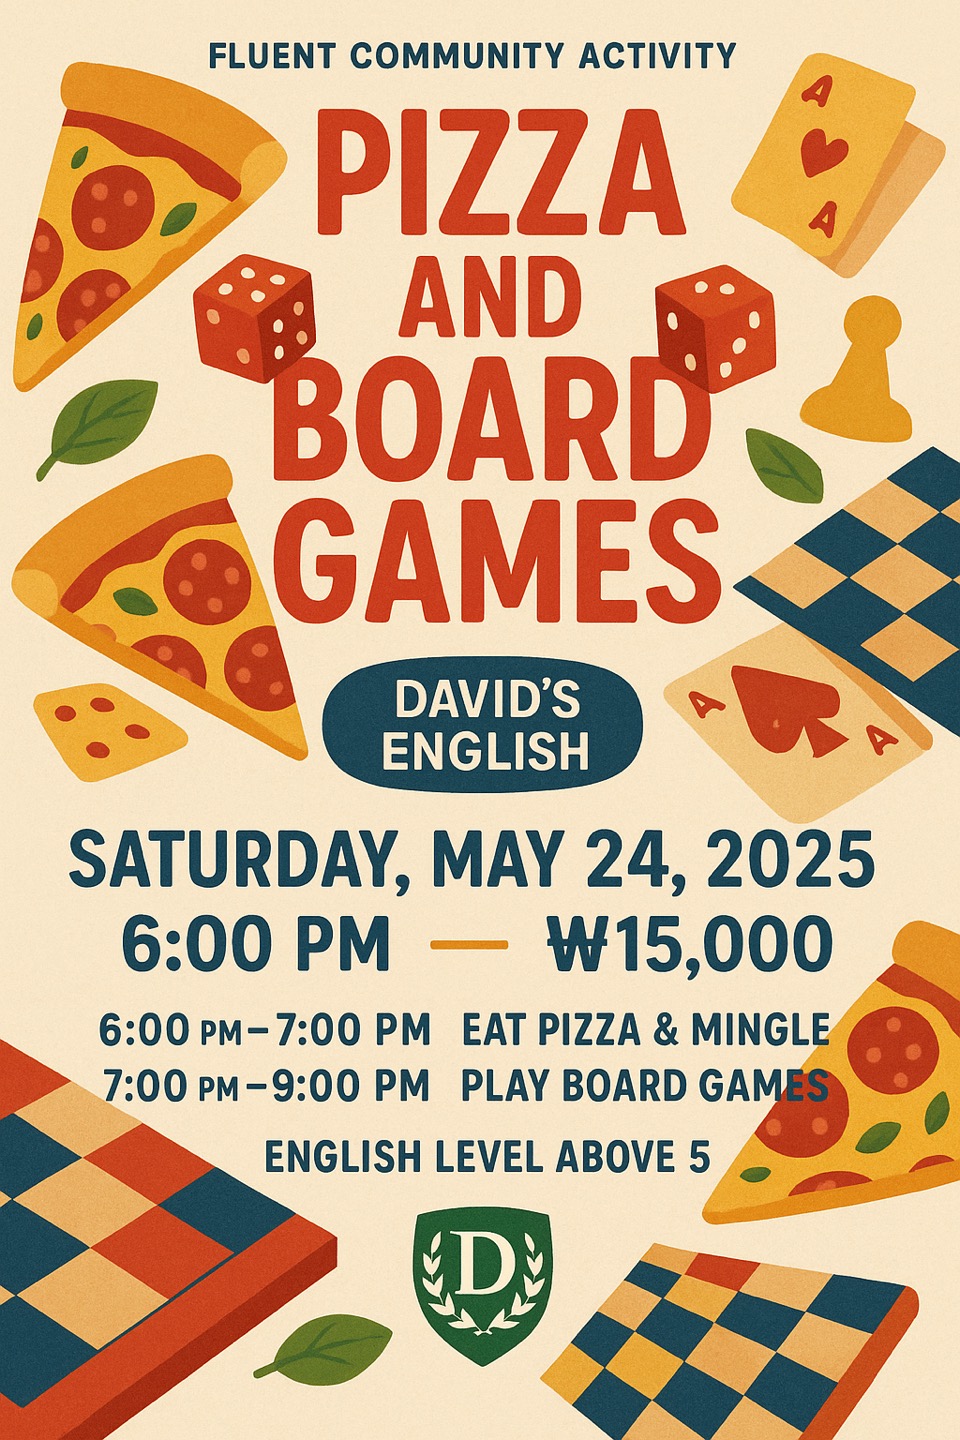 FLUENT COMMUNITY ACTIVITY
PIZZA
AND
BOARD
GAMES
A
A
DAVID'S
ENGLISH
A
A
SATURDAY, MAY 24, 2025
6:00 PM — ₩15,000
6:00 PM–7:00 PM EAT PIZZA & MINGLE
7:00 PM–9:00 PM PLAY BOARD GAMES
ENGLISH LEVEL ABOVE 5
D